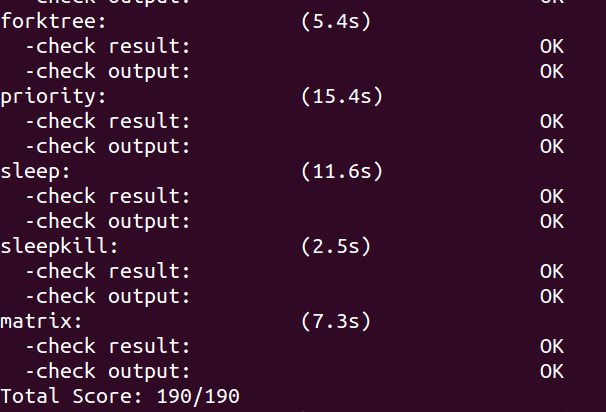 -check output: OK
forktree: (5.4s)
-check result: OK
-check output: OK
priority: (15.4s)
-check result: OK
-check output: OK
sleep: (11.6s)
-check result: OK
-check output: OK
sleepkill: (2.5s)
-check result: OK
-check output: OK
matrix: (7.3s)
-check result: OK
-check output: OK
Total Score: 190/190